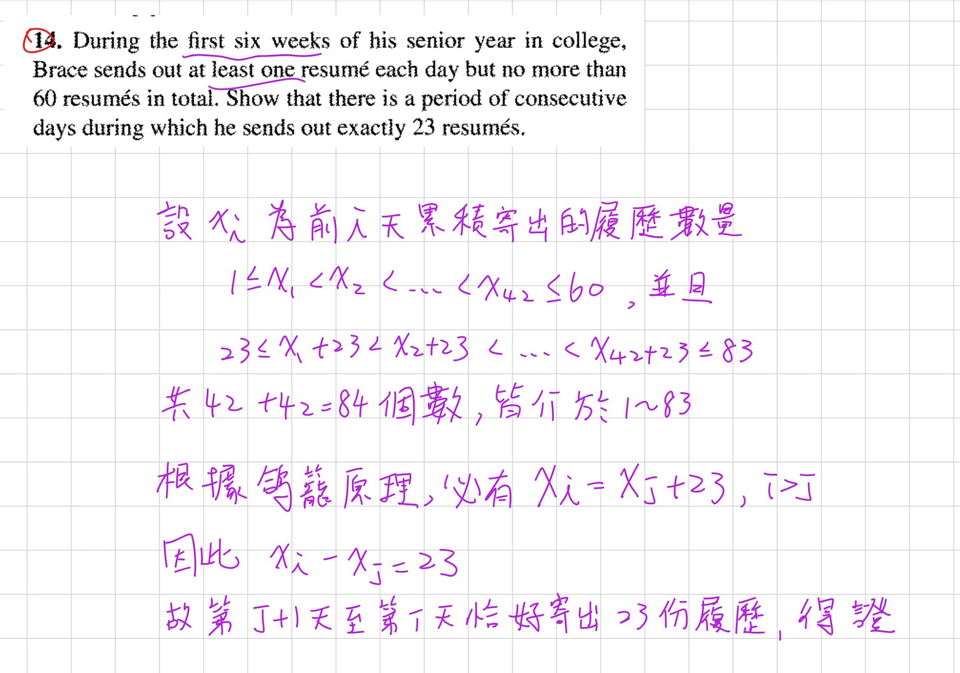 14. During the first six weeks of his senior year in college,
Brace sends out at least one resumé each day but no more than
60 resumés in total. Show that there is a period of consecutive
days during which he sends out exactly 23 resumés.
設 xᵢ 為前 i 天累積寄出的履歷數量
1 ≤ x₁ < x₂ < ... < x₄₂ ≤ 60 , 並且
23 ≤ x₁ + 23 < x₂ + 23 < ... < x₄₂ + 23 ≤ 83
共 42 + 42 = 84 個數, 皆介於 1~83
根據鴿籠原理, 必有 xᵢ = xⱼ + 23 , i > j
因此 xᵢ - xⱼ = 23
故第 j+1 天至第 i 天恰好寄出 23 份履歷, 得證